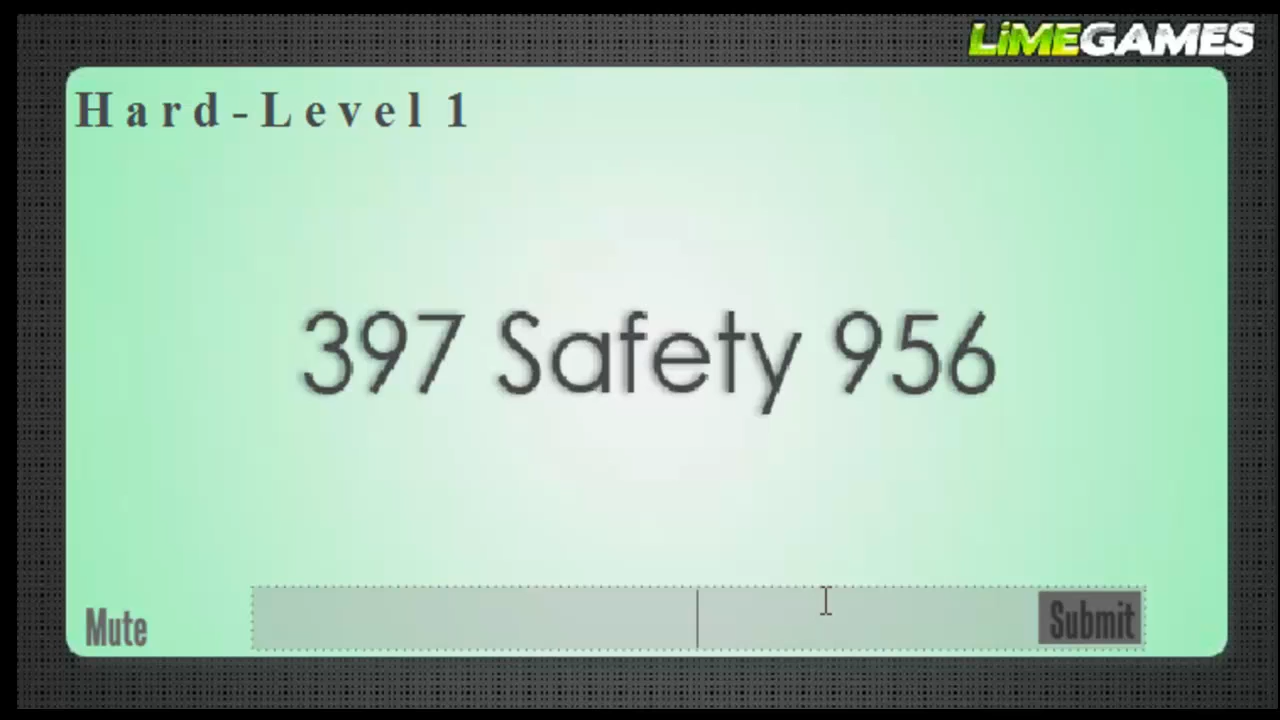 LiMEGAMES
Hard-Level 1
397 Safety 956
Mute
Submit